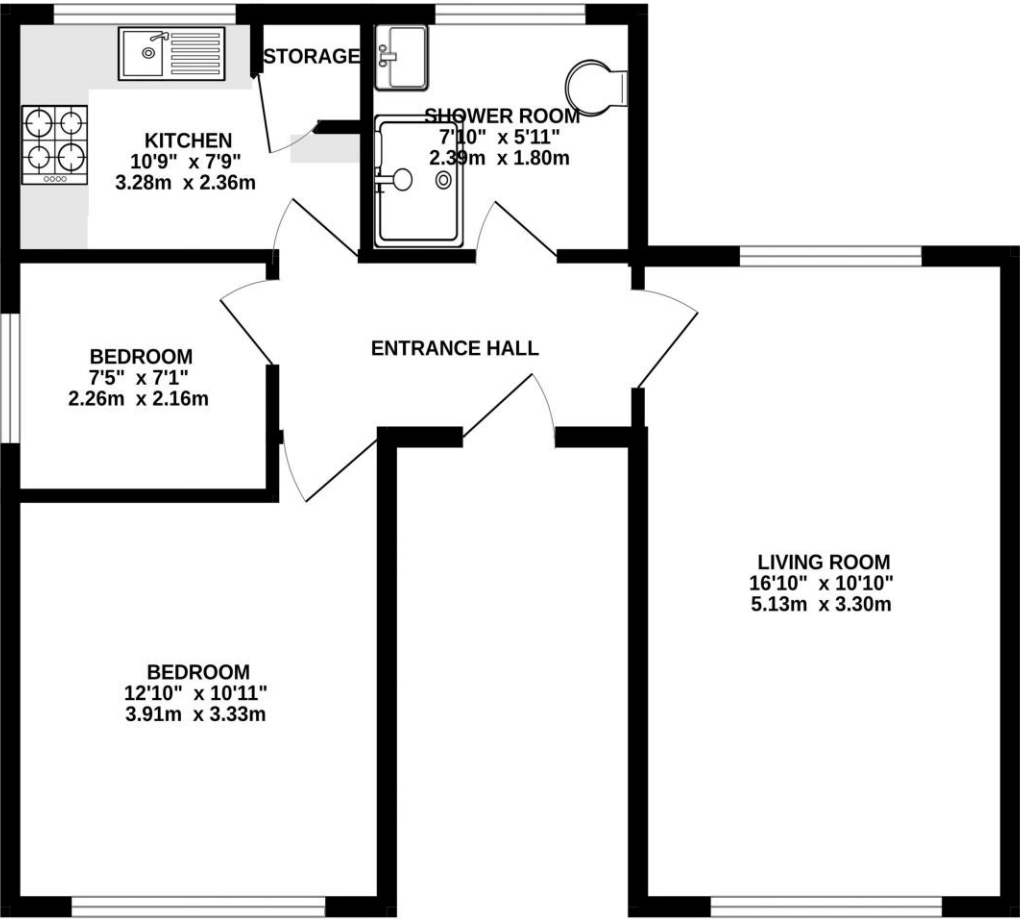 STORAGE
KITCHEN
10'9" x 7'9"
3.28m x 2.36m
SHOWER ROOM
7'10" x 5'11"
2.39m x 1.80m
ENTRANCE HALL
BEDROOM
7'5" x 7'1"
2.26m x 2.16m
LIVING ROOM
16'10" x 10'10"
5.13m x 3.30m
BEDROOM
12'10" x 10'11"
3.91m x 3.33m